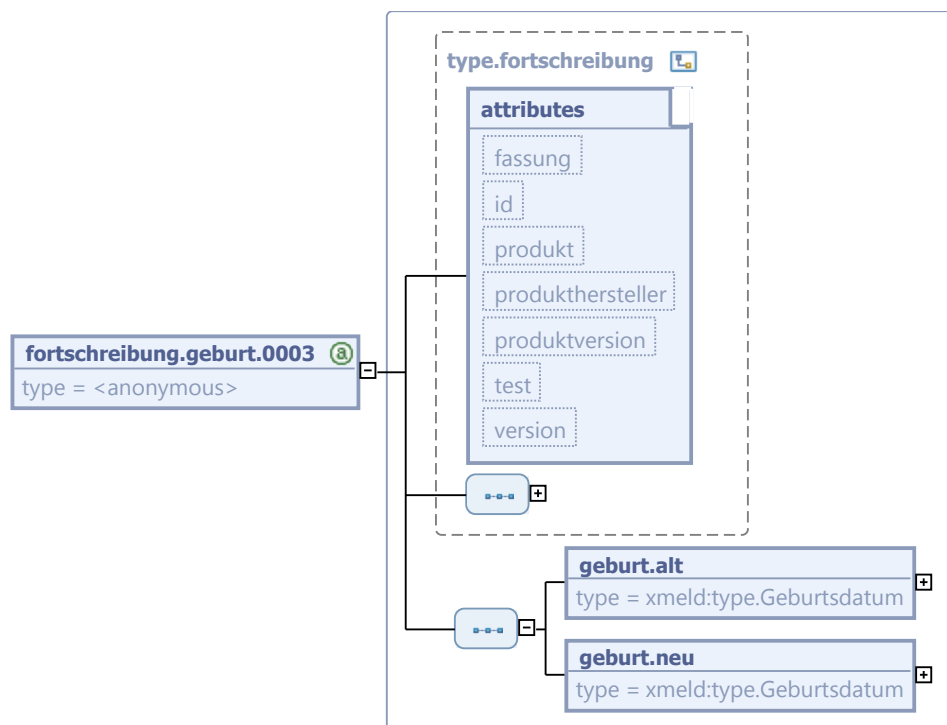 type.fortschreibung
attributes
fassung
id
produkt
produkthersteller
produktversion
test
version
fortschreibung.geburt.0003 a
type = <anonymous>
geburt.alt
type = xmeld:type.Geburtsdatum
geburt.neu
type = xmeld:type.Geburtsdatum